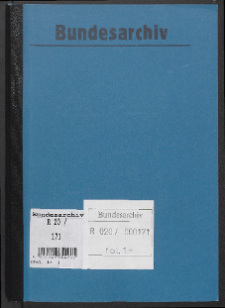 Bundesarchiv
Bundesarchiv
R 20 /
171
Bundesarchiv
R 020 / 000171
fol. 1-